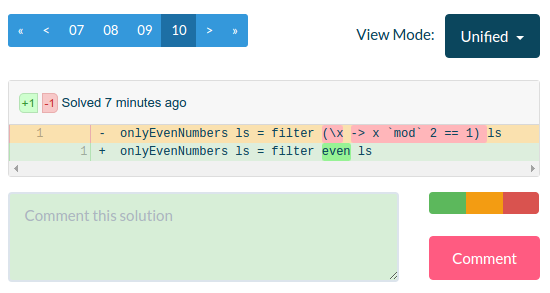 « < 07 08 09 10 > »
View Mode: Unified
+1 -1 Solved 7 minutes ago
1 - onlyEvenNumbers ls = filter (\x -> x `mod` 2 == 1) ls
1 + onlyEvenNumbers ls = filter even ls
Comment this solution
Comment